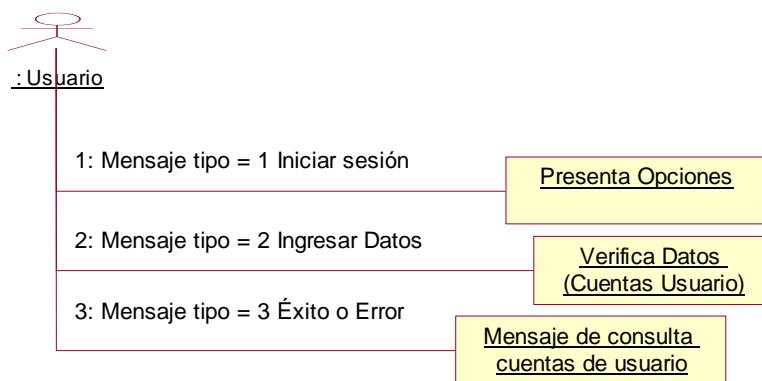 : Usuario
1: Mensaje tipo = 1 Iniciar sesión
Presenta Opciones
2: Mensaje tipo = 2 Ingresar Datos
Verifica Datos
(Cuentas Usuario)
3: Mensaje tipo = 3 Éxito o Error
Mensaje de consulta
cuentas de usuario